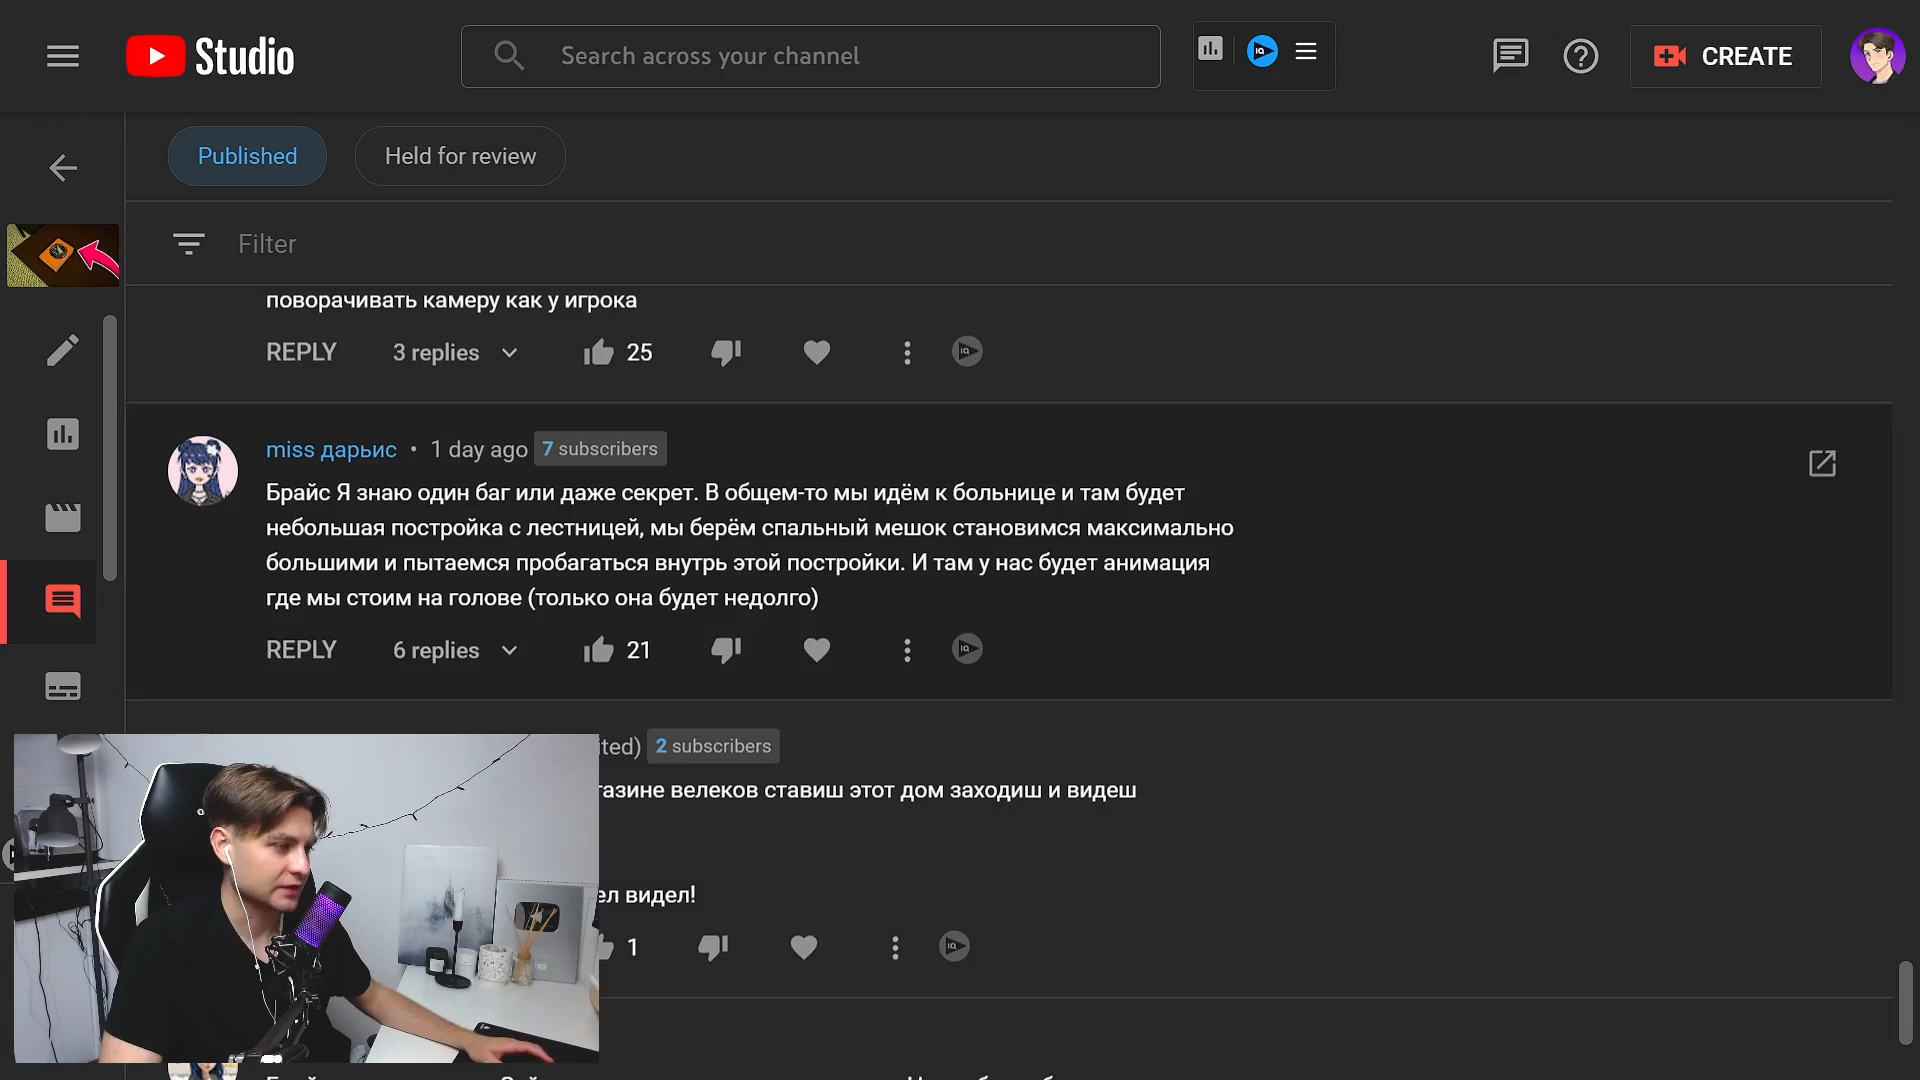 Studio
Search across your channel
CREATE
Published
Held for review
Filter
поворачивать камеру как у игрока
REPLY 3 replies 25
miss дарьис • 1 day ago 7 subscribers
Брайс Я знаю один баг или даже секрет. В общем-то мы идём к больнице и там будет
небольшая постройка с лестницей, мы берём спальный мешок становимся максимально
большими и пытаемся пробагаться внутрь этой постройки. И там у нас будет анимация
где мы стоим на голове (только она будет недолго)
REPLY 6 replies 21
2 subscribers
велеков ставиш этот дом заходиш и видеш
видел!
1